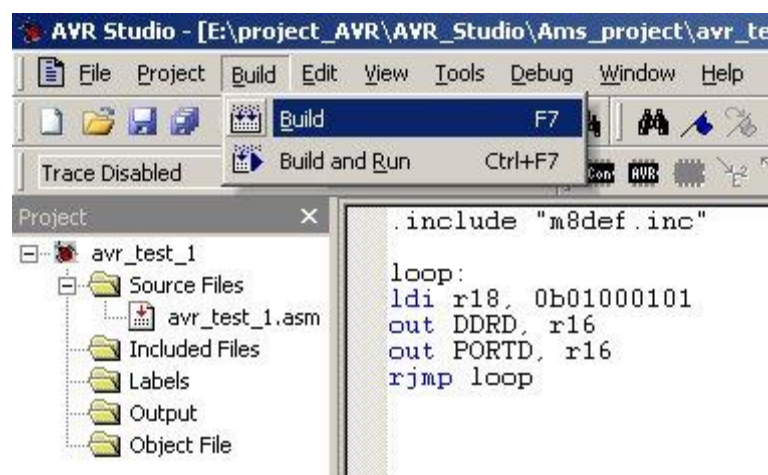 AVR Studio - [E:\project_AVR\AVR_Studio\Ams_project\avr_te
File Project Build Edit View Tools Debug Window Help
Build F7
Build and Run Ctrl+F7
Trace Disabled
Con AVR
Project
avr_test_1
Source Files
avr_test_1.asm
Included Files
Labels
Output
Object File
.include "m8def.inc"
loop:
ldi r18, 0b01000101
out DDRD, r16
out PORTD, r16
rjmp loop